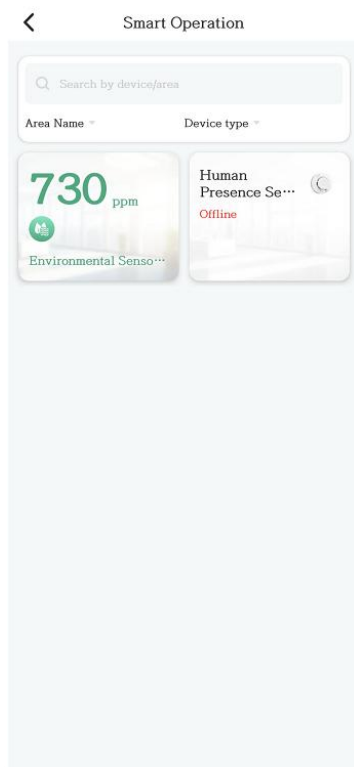 Smart Operation
Search by device/area
Area Name
Device type
730 ppm
Environmental Senso···
Human
Presence Se···
Offline